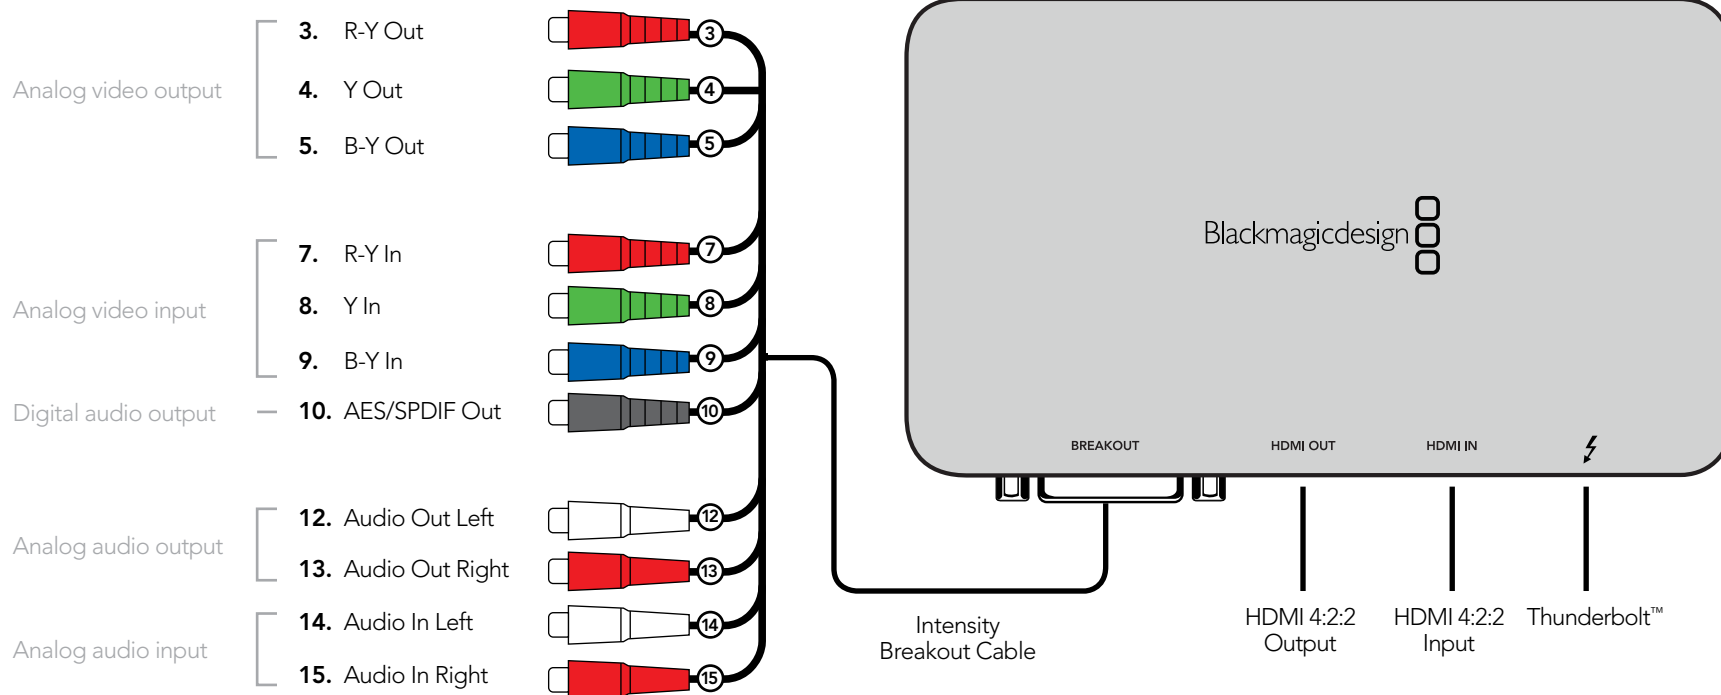 Analog video output
3. R-Y Out
3
4. Y Out
4
5. B-Y Out
5
Analog video input
7. R-Y In
7
8. Y In
8
9. B-Y In
9
Digital audio output
10. AES/SPDIF Out
10
Analog audio output
12. Audio Out Left
12
13. Audio Out Right
13
Analog audio input
14. Audio In Left
14
15. Audio In Right
15
Intensity
Breakout Cable
Blackmagicdesign
BREAKOUT
HDMI OUT
HDMI IN
HDMI 4:2:2
Output
HDMI 4:2:2
Input
Thunderbolt™